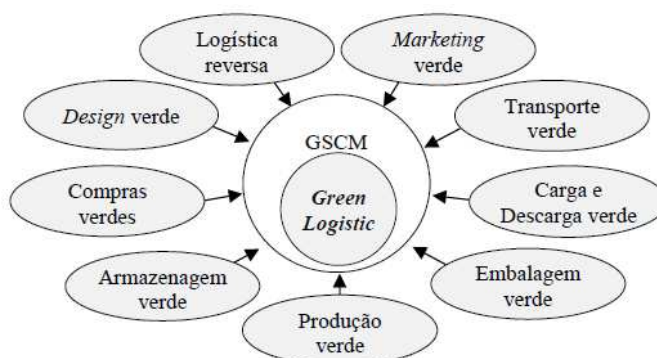 Logística
reversa
Marketing
verde
Design verde
Transporte
verde
GSCM
Compras
verdes
Green
Logistic
Carga e
Descarga verde
Armazenagem
verde
Embalagem
verde
Produção
verde